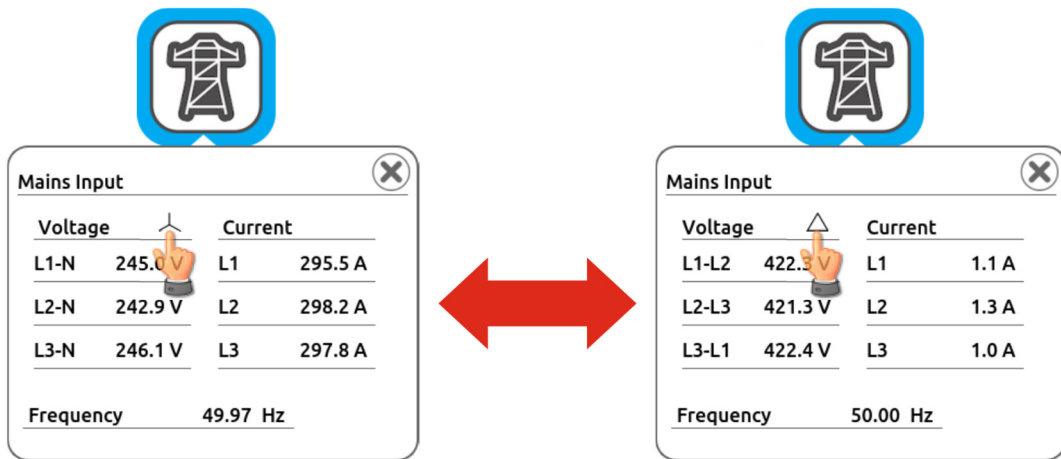 Mains Input
Voltage Current
L1-N 245.0 V L1 295.5 A
L2-N 242.9 V L2 298.2 A
L3-N 246.1 V L3 297.8 A
Frequency 49.97 Hz
Mains Input
Voltage Current
L1-L2 422.3 V L1 1.1 A
L2-L3 421.3 V L2 1.3 A
L3-L1 422.4 V L3 1.0 A
Frequency 50.00 Hz